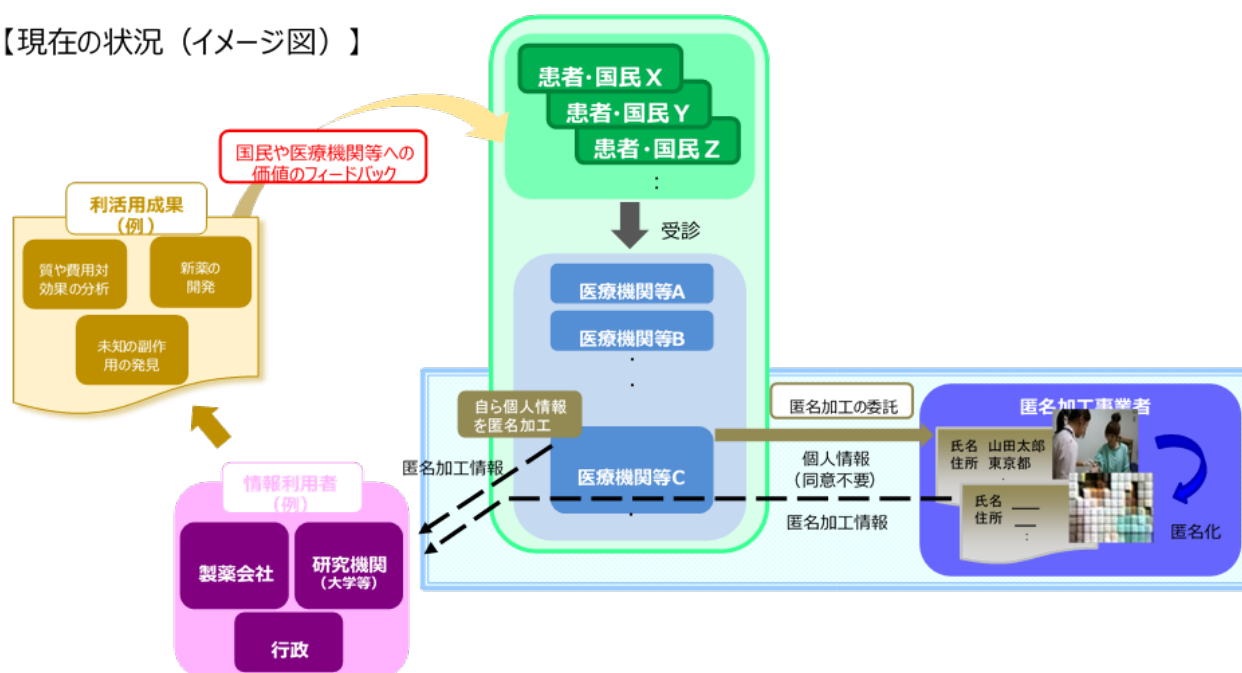 【現在の状況（イメージ図）】
患者・国民X
患者・国民Y
患者・国民Z
：
受診
国民や医療機関等への
価値のフィードバック
利活用成果
（例）
質や費用対
効果の分析
新薬の
開発
未知の副作
用の発見
医療機関等A
医療機関等B
・
・
自ら個人情報
を匿名加工
医療機関等C
・
匿名加工の委託
匿名加工情報
個人情報
（同意不要）
匿名加工情報
匿名加工事業者
氏名 山田太郎
住所 東京都
・
氏名 ＿＿
住所 ＿＿
：
匿名化
情報利用者
（例）
製薬会社
研究機関
（大学等）
行政